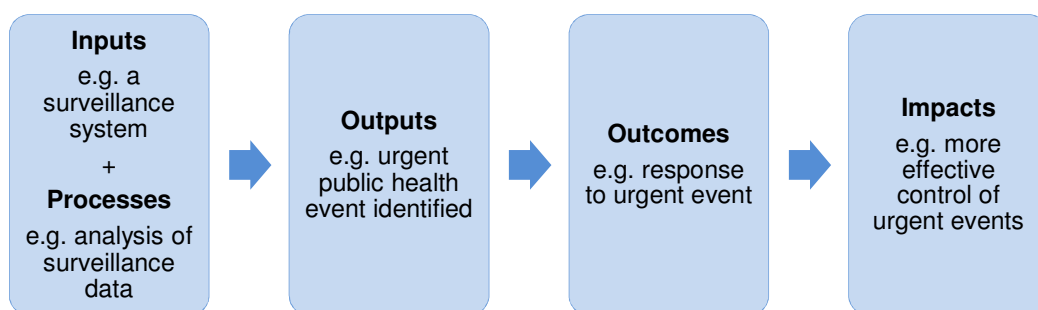 Inputs
e.g. a
surveillance
system
+
Processes
e.g. analysis of
surveillance
data
Outputs
e.g. urgent
public health
event identified
Outcomes
e.g. response
to urgent event
Impacts
e.g. more
effective
control of
urgent events